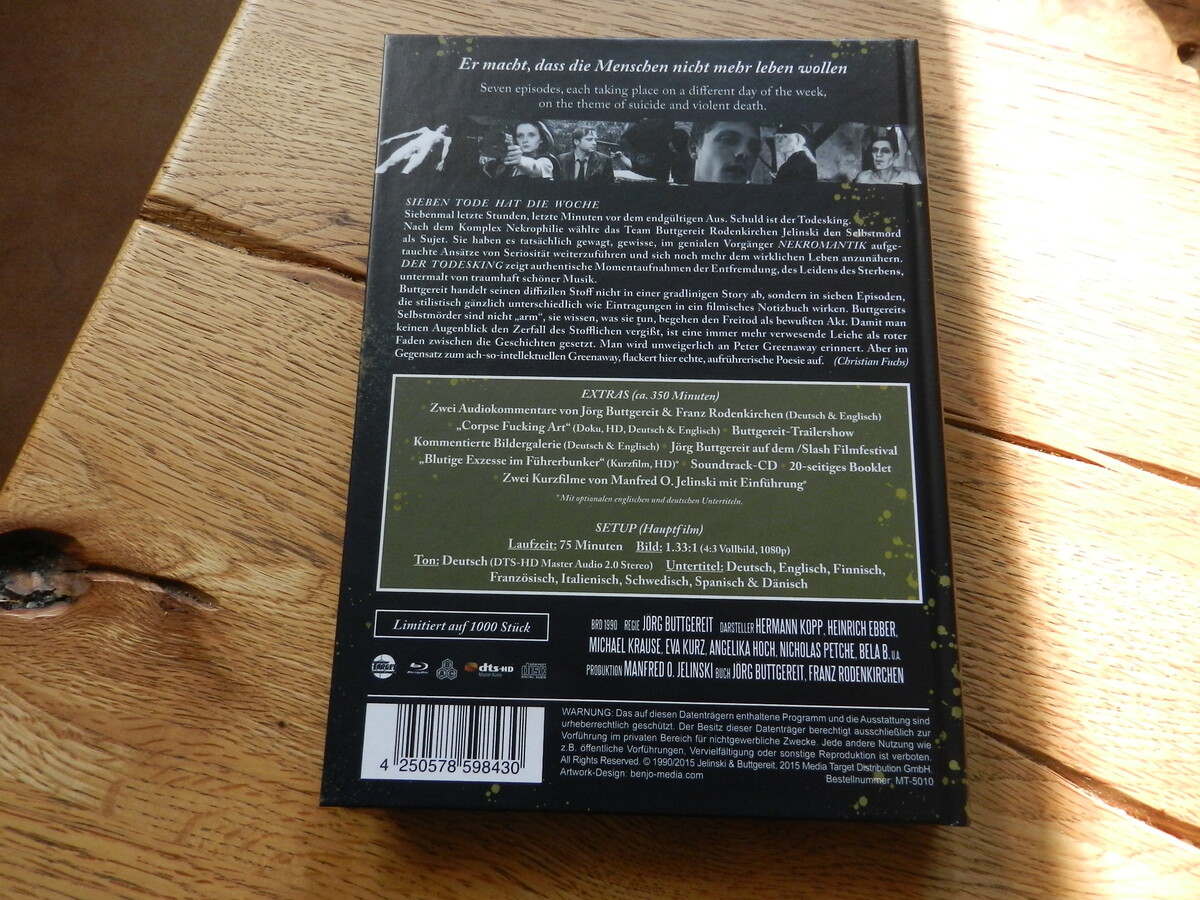 Er macht, dass die Menschen nicht mehr leben wollen
Seven episodes, each taking place on a different day of the week,
on the theme of suicide and violent death.
SIEBEN TODE HAT DIE WOCHE
Siebenmal letzte Stunden, letzte Minuten vor dem endgültigen Aus. Schuld ist der Todesking.
Nach dem Komplex Nekrophilie wählte das Team Buttgereit Rodenkirchen Jelinski den Selbstmord
als Sujet. Sie haben es tatsächlich gewagt, gewisse, im genialen Vorgänger NEKROMANTIK aufge-
tauchte Ansätze von Seriosität weiterzuführen und sich noch mehr dem wirklichen Leben anzunähern.
DER TODESKING zeigt authentische Momentaufnahmen der Entfremdung, des Leidens des Sterbens,
untermalt von traumhaft schöner Musik.
Buttgereit handelt seinen diffizilen Stoff nicht in einer gradlinigen Story ab, sondern in sieben Episoden,
die stilistisch gänzlich unterschiedlich wie Eintragungen in ein filmisches Notizbuch wirken. Buttgereits
Selbstmörder sind nicht „arm", sie wissen, was sie tun, begehen den Freitod als bewußten Akt. Damit man
keinen Augenblick den Zerfall des Stofflichen vergißt, ist eine immer mehr verwesende Leiche als roter
Faden zwischen die Geschichten gesetzt. Man wird unweigerlich an Peter Greenaway erinnert. Aber im
Gegensatz zum ach-so-intellektuellen Greenaway, flackert hier echte, aufrührerische Poesie auf. (Christian Fuchs)
EXTRAS (ca. 350 Minuten)
• Zwei Audiokommentare von Jörg Buttgereit & Franz Rodenkirchen (Deutsch & Englisch)
• „Corpse Fucking Art" (Doku, HD, Deutsch & Englisch) • Buttgereit-Trailershow
• Kommentierte Bildergalerie (Deutsch & Englisch) • Jörg Buttgereit auf dem /Slash Filmfestival
• „Blutige Exzesse im Führerbunker" (Kurzfilm, HD)* • Soundtrack-CD • 20-seitiges Booklet
• Zwei Kurzfilme von Manfred O. Jelinski mit Einführung*
*Mit optionalen englischen und deutschen Untertiteln.
SETUP (Hauptfilm)
Laufzeit: 75 Minuten Bild: 1.33:1 (4:3 Vollbild, 1080p)
Ton: Deutsch (DTS-HD Master Audio 2.0 Stereo) Untertitel: Deutsch, Englisch, Finnisch,
Französisch, Italienisch, Schwedisch, Spanisch & Dänisch
Limitiert auf 1000 Stück
BRD 1990 REGIE JÖRG BUTTGEREIT DARSTELLER HERMANN KOPP, HEINRICH EBBER,
MICHAEL KRAUSE, EVA KURZ, ANGELIKA HOCH, NICHOLAS PETCHE, BELA B. U.A.
PRODUKTION MANFRED O. JELINSKI BUCH JÖRG BUTTGEREIT, FRANZ RODENKIRCHEN
TARGET
Blu-ray Disc
dts-HD
Master Audio
COMPACT disc DIGITAL AUDIO
4 250578 598430
WARNUNG: Das auf diesen Datenträgern enthaltene Programm und die Ausstattung sind
urheberrechtlich geschützt. Der Besitz dieser Datenträger berechtigt ausschließlich zur
Vorführung im privaten Bereich für nichtgewerbliche Zwecke. Jede andere Nutzung wie
z.B. öffentliche Vorführungen, Vervielfältigung oder sonstige Reproduktion ist verboten.
All Rights Reserved. © 1990/2015 Jelinski & Buttgereit, 2015 Media Target Distribution GmbH.
Artwork-Design: benjo-media.com Bestellnummer: MT-5010